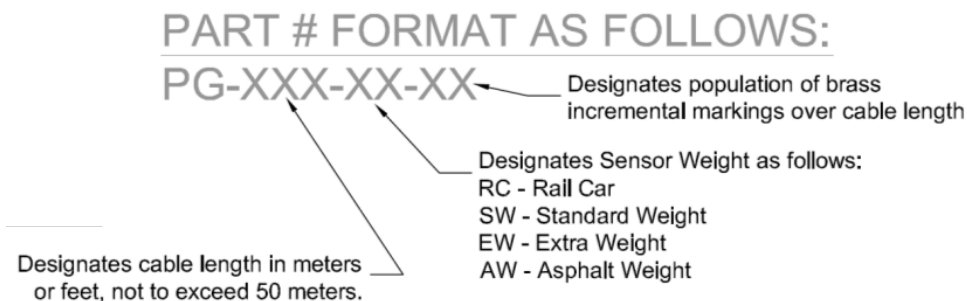 PART # FORMAT AS FOLLOWS:
PG-XXX-XX-XX
Designates population of brass
incremental markings over cable length
Designates Sensor Weight as follows:
RC - Rail Car
SW - Standard Weight
EW - Extra Weight
AW - Asphalt Weight
Designates cable length in meters
or feet, not to exceed 50 meters.